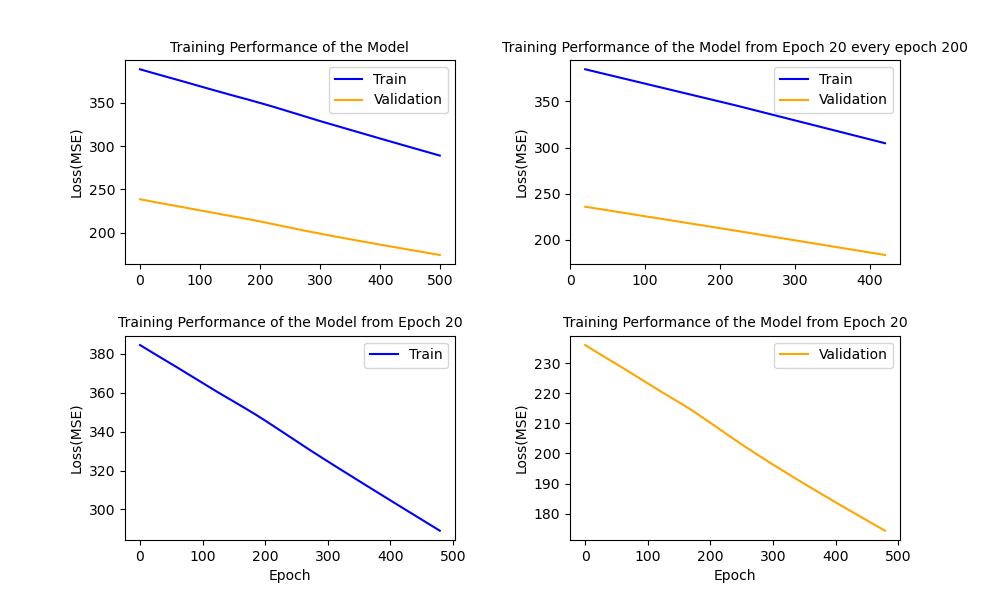 Training Performance of the Model
Train
Validation
Loss(MSE)
350
300
250
200
0 100 200 300 400 500
Training Performance of the Model from Epoch 20 every epoch 200
Train
Validation
Loss(MSE)
350
300
250
200
0 100 200 300 400
Training Performance of the Model from Epoch 20
Train
Loss(MSE)
380
360
340
320
300
0 100 200 300 400 500
Epoch
Training Performance of the Model from Epoch 20
Validation
Loss(MSE)
230
220
210
200
190
180
0 100 200 300 400 500
Epoch